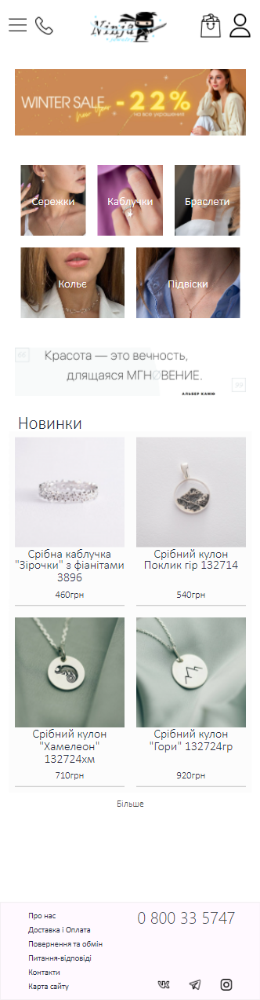 Ninja
WINTER SALE - 22%
New Year
на все украшения
Сережки
Каблучки
Браслети
Кольє
Підвіски
Красота — это вечность,
длящаяся МГНОВЕНИЕ.
АЛЬБЕР КАМЮ
Новинки
Срібна каблучка
"Зірочки" з фіанітами
3896
460грн
Срібний кулон
Поклик гір 132714
540грн
Срібний кулон
"Хамелеон"
132724хм
710грн
Срібний кулон
"Гори" 132724гр
920грн
Більше
Про нас
Доставка і Оплата
Повернення та обмін
Питання-відповіді
Контакти
Карта сайту
0 800 33 5747